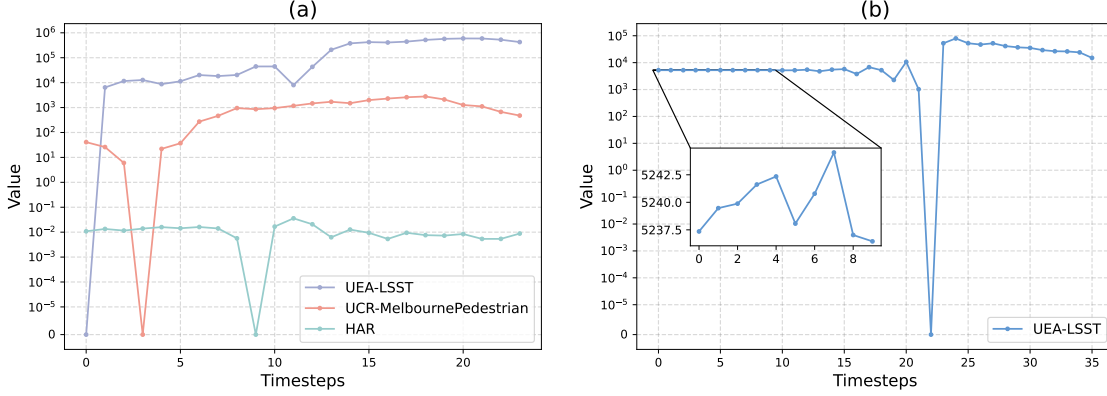 (a)
Value
10^6
10^5
10^4
10^3
10^2
10^1
10^0
10^-1
10^-2
10^-3
10^-4
10^-5
0
0 5 10 15 20
Timesteps
UEA-LSST
UCR-MelbournePedestrian
HAR
(b)
Value
10^5
10^4
10^3
10^2
10^1
10^0
10^-1
10^-2
10^-3
10^-4
10^-5
0
5242.5
5240.0
5237.5
0 2 4 6 8
UEA-LSST
0 5 10 15 20 25 30 35
Timesteps